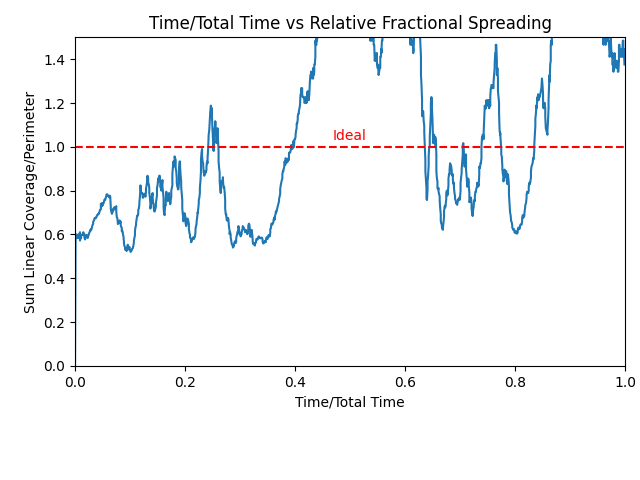 Time/Total Time vs Relative Fractional Spreading
Sum Linear Coverage/Perimeter
1.4
1.2
1.0
0.8
0.6
0.4
0.2
0.0
Ideal
0.0 0.2 0.4 0.6 0.8 1.0
Time/Total Time